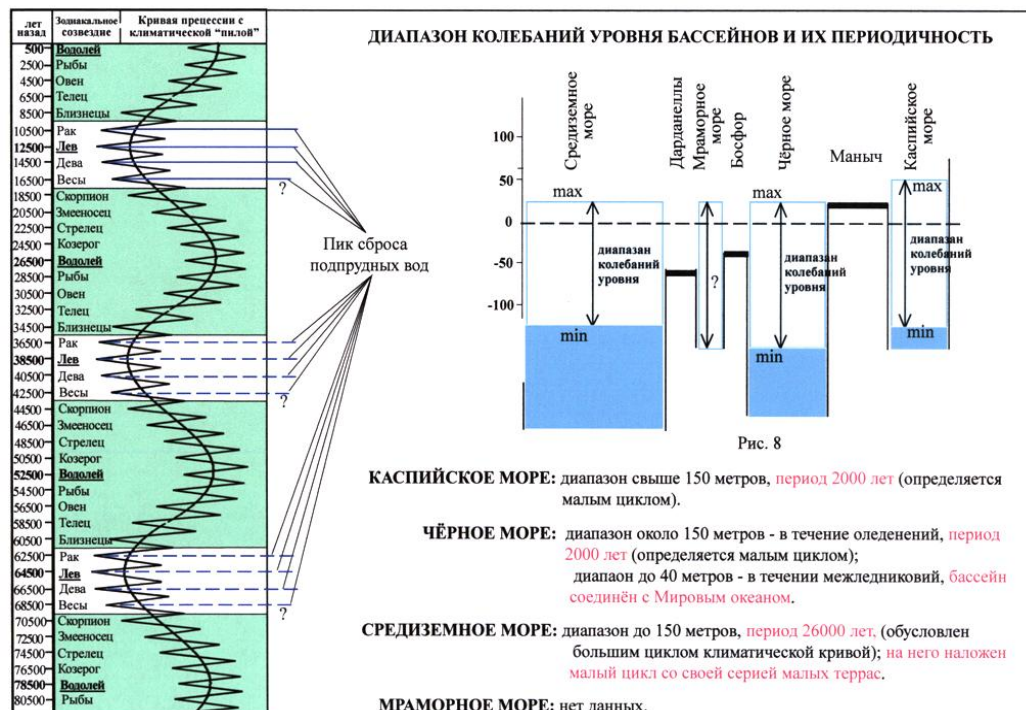 лет назад
Зодиакальное созвездие
Кривая прецессии с климатической "пилой"
500 Водолей
2500 Рыбы
4500 Овен
6500 Телец
8500 Близнецы
10500 Рак
12500 Лев
14500 Дева
16500 Весы
18500 Скорпион
20500 Змееносец
22500 Стрелец
24500 Козерог
26500 Водолей
28500 Рыбы
30500 Овен
32500 Телец
34500 Близнецы
36500 Рак
38500 Лев
40500 Дева
42500 Весы
44500 Скорпион
46500 Змееносец
48500 Стрелец
50500 Козерог
52500 Водолей
54500 Рыбы
56500 Овен
58500 Телец
60500 Близнецы
62500 Рак
64500 Лев
66500 Дева
68500 Весы
70500 Скорпион
72500 Змееносец
74500 Стрелец
76500 Козерог
78500 Водолей
80500 Рыбы
?
Пик сброса
подпрудных вод
?
?
ДИАПАЗОН КОЛЕБАНИЙ УРОВНЯ БАССЕЙНОВ И ИХ ПЕРИОДИЧНОСТЬ
Средиземное море
Дарданеллы
Мраморное море
Босфор
Чёрное море
Маныч
Каспийское море
100
50
0
-50
-100
max
диапазан
колебаний
уровня
min
?
max
диапазан
колебаний
уровня
min
max
диапазан
колебаний
уровня
min
Рис. 8
КАСПИЙСКОЕ МОРЕ: диапазон свыше 150 метров, период 2000 лет (определяется
малым циклом).
ЧЁРНОЕ МОРЕ: диапазон около 150 метров - в течение оледенений, период
2000 лет (определяется малым циклом);
диапаон до 40 метров - в течении межледниковий, бассейн
соединён с Мировым океаном.
СРЕДИЗЕМНОЕ МОРЕ: диапазон до 150 метров, период 26000 лет, (обусловлен
большим циклом климатической кривой); на него наложен
малый цикл со своей серией малых террас.
МРАМОРНОЕ МОРЕ: нет данных.